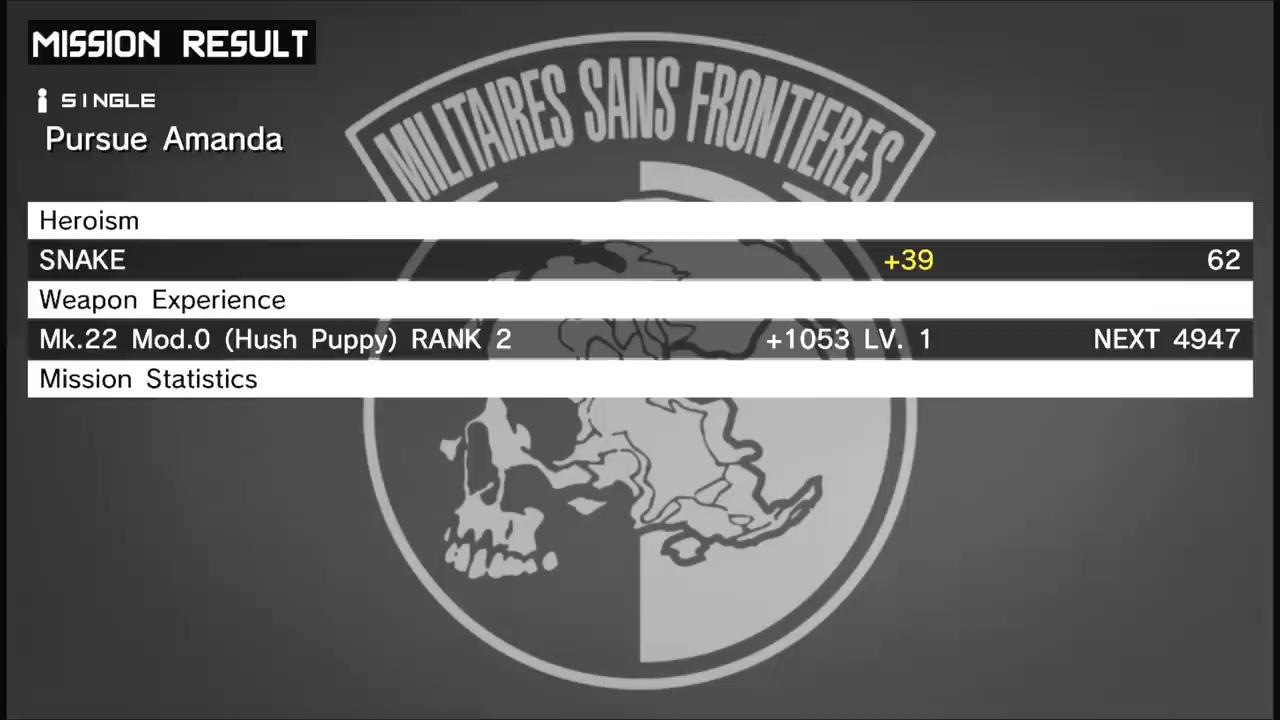 MISSION RESULT
SINGLE
Pursue Amanda
MILITAIRES SANS FRONTIERES
Heroism
SNAKE +39 62
Weapon Experience
Mk.22 Mod.0 (Hush Puppy) RANK 2 +1053 LV. 1 NEXT 4947
Mission Statistics